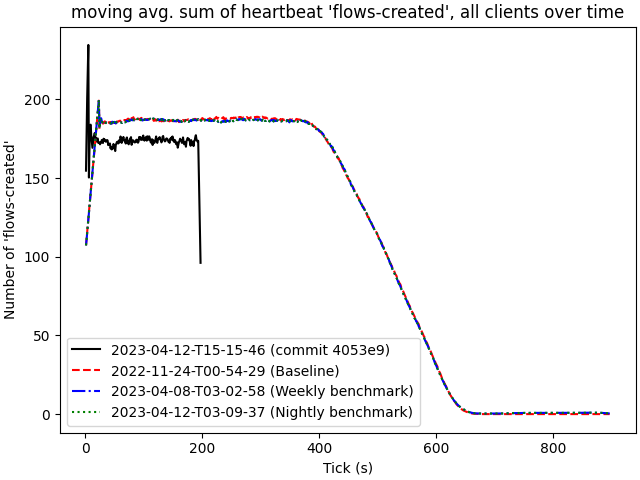 moving avg. sum of heartbeat 'flows-created', all clients over time
Number of 'flows-created'
200
150
100
50
0
2023-04-12-T15-15-46 (commit 4053e9)
2022-11-24-T00-54-29 (Baseline)
2023-04-08-T03-02-58 (Weekly benchmark)
2023-04-12-T03-09-37 (Nightly benchmark)
0 200 400 600 800
Tick (s)